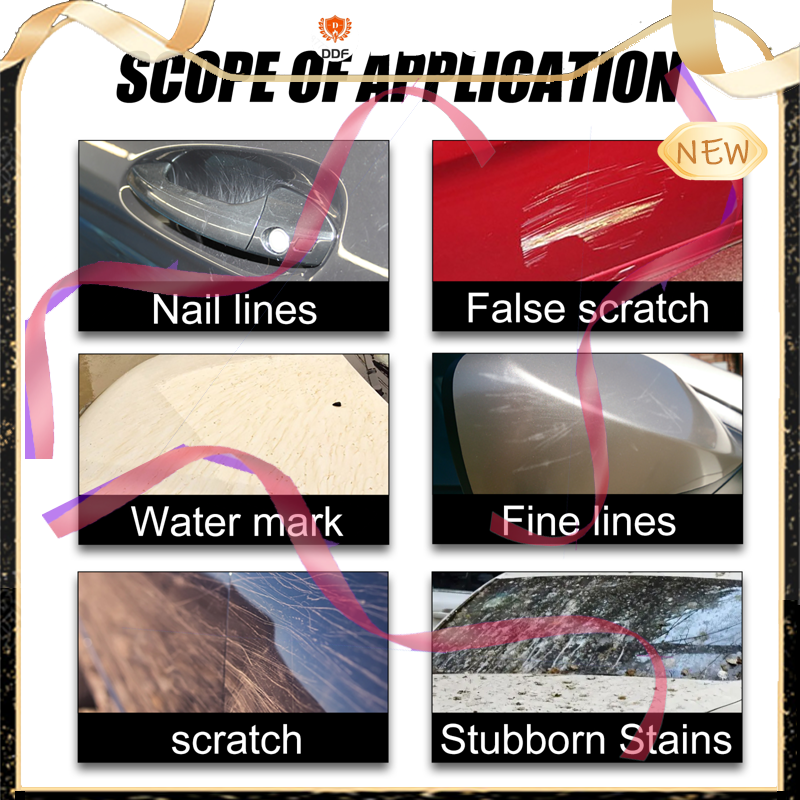 DDF
SCOPE OF APPLICATION
NEW
Nail lines
False scratch
Water mark
Fine lines
scratch
Stubborn Stains